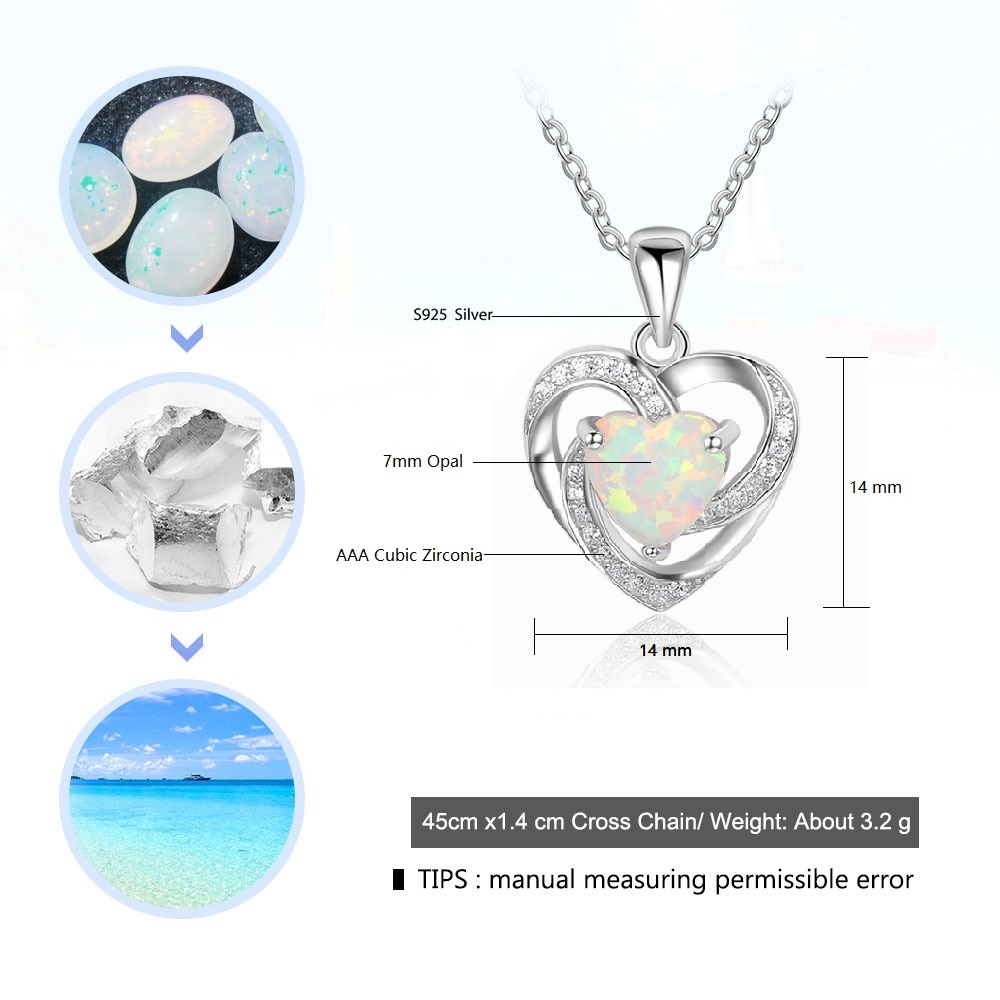 S925 Silver
7mm Opal
14 mm
AAA Cubic Zirconia
14 mm
45cm x1.4 cm Cross Chain/ Weight: About 3.2 g
TIPS : manual measuring permissible error